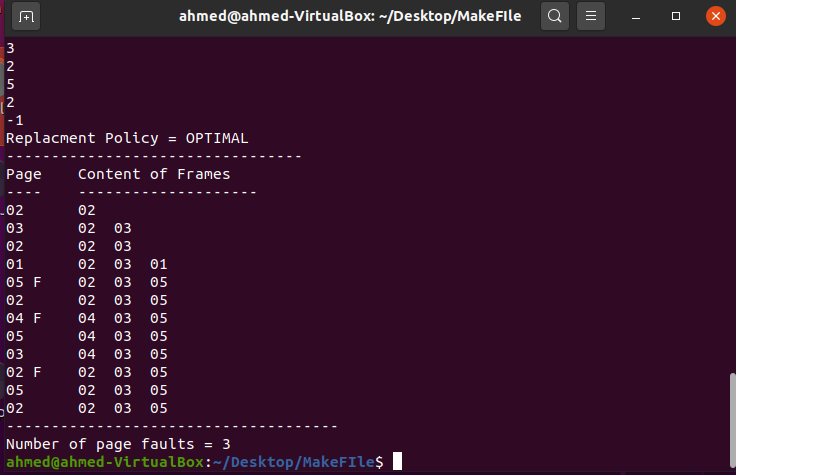 ahmed@ahmed-VirtualBox: ~/Desktop/MakeFIle
3
2
5
2
-1
Replacment Policy = OPTIMAL
---------------------------------
Page    Content of Frames
----    --------------------
02      02
03      02  03
02      02  03
01      02  03  01
05 F    02  03  05
02      02  03  05
04 F    04  03  05
05      04  03  05
03      04  03  05
02 F    02  03  05
05      02  03  05
02      02  03  05
-------------------------------------
Number of page faults = 3
ahmed@ahmed-VirtualBox:~/Desktop/MakeFIle$